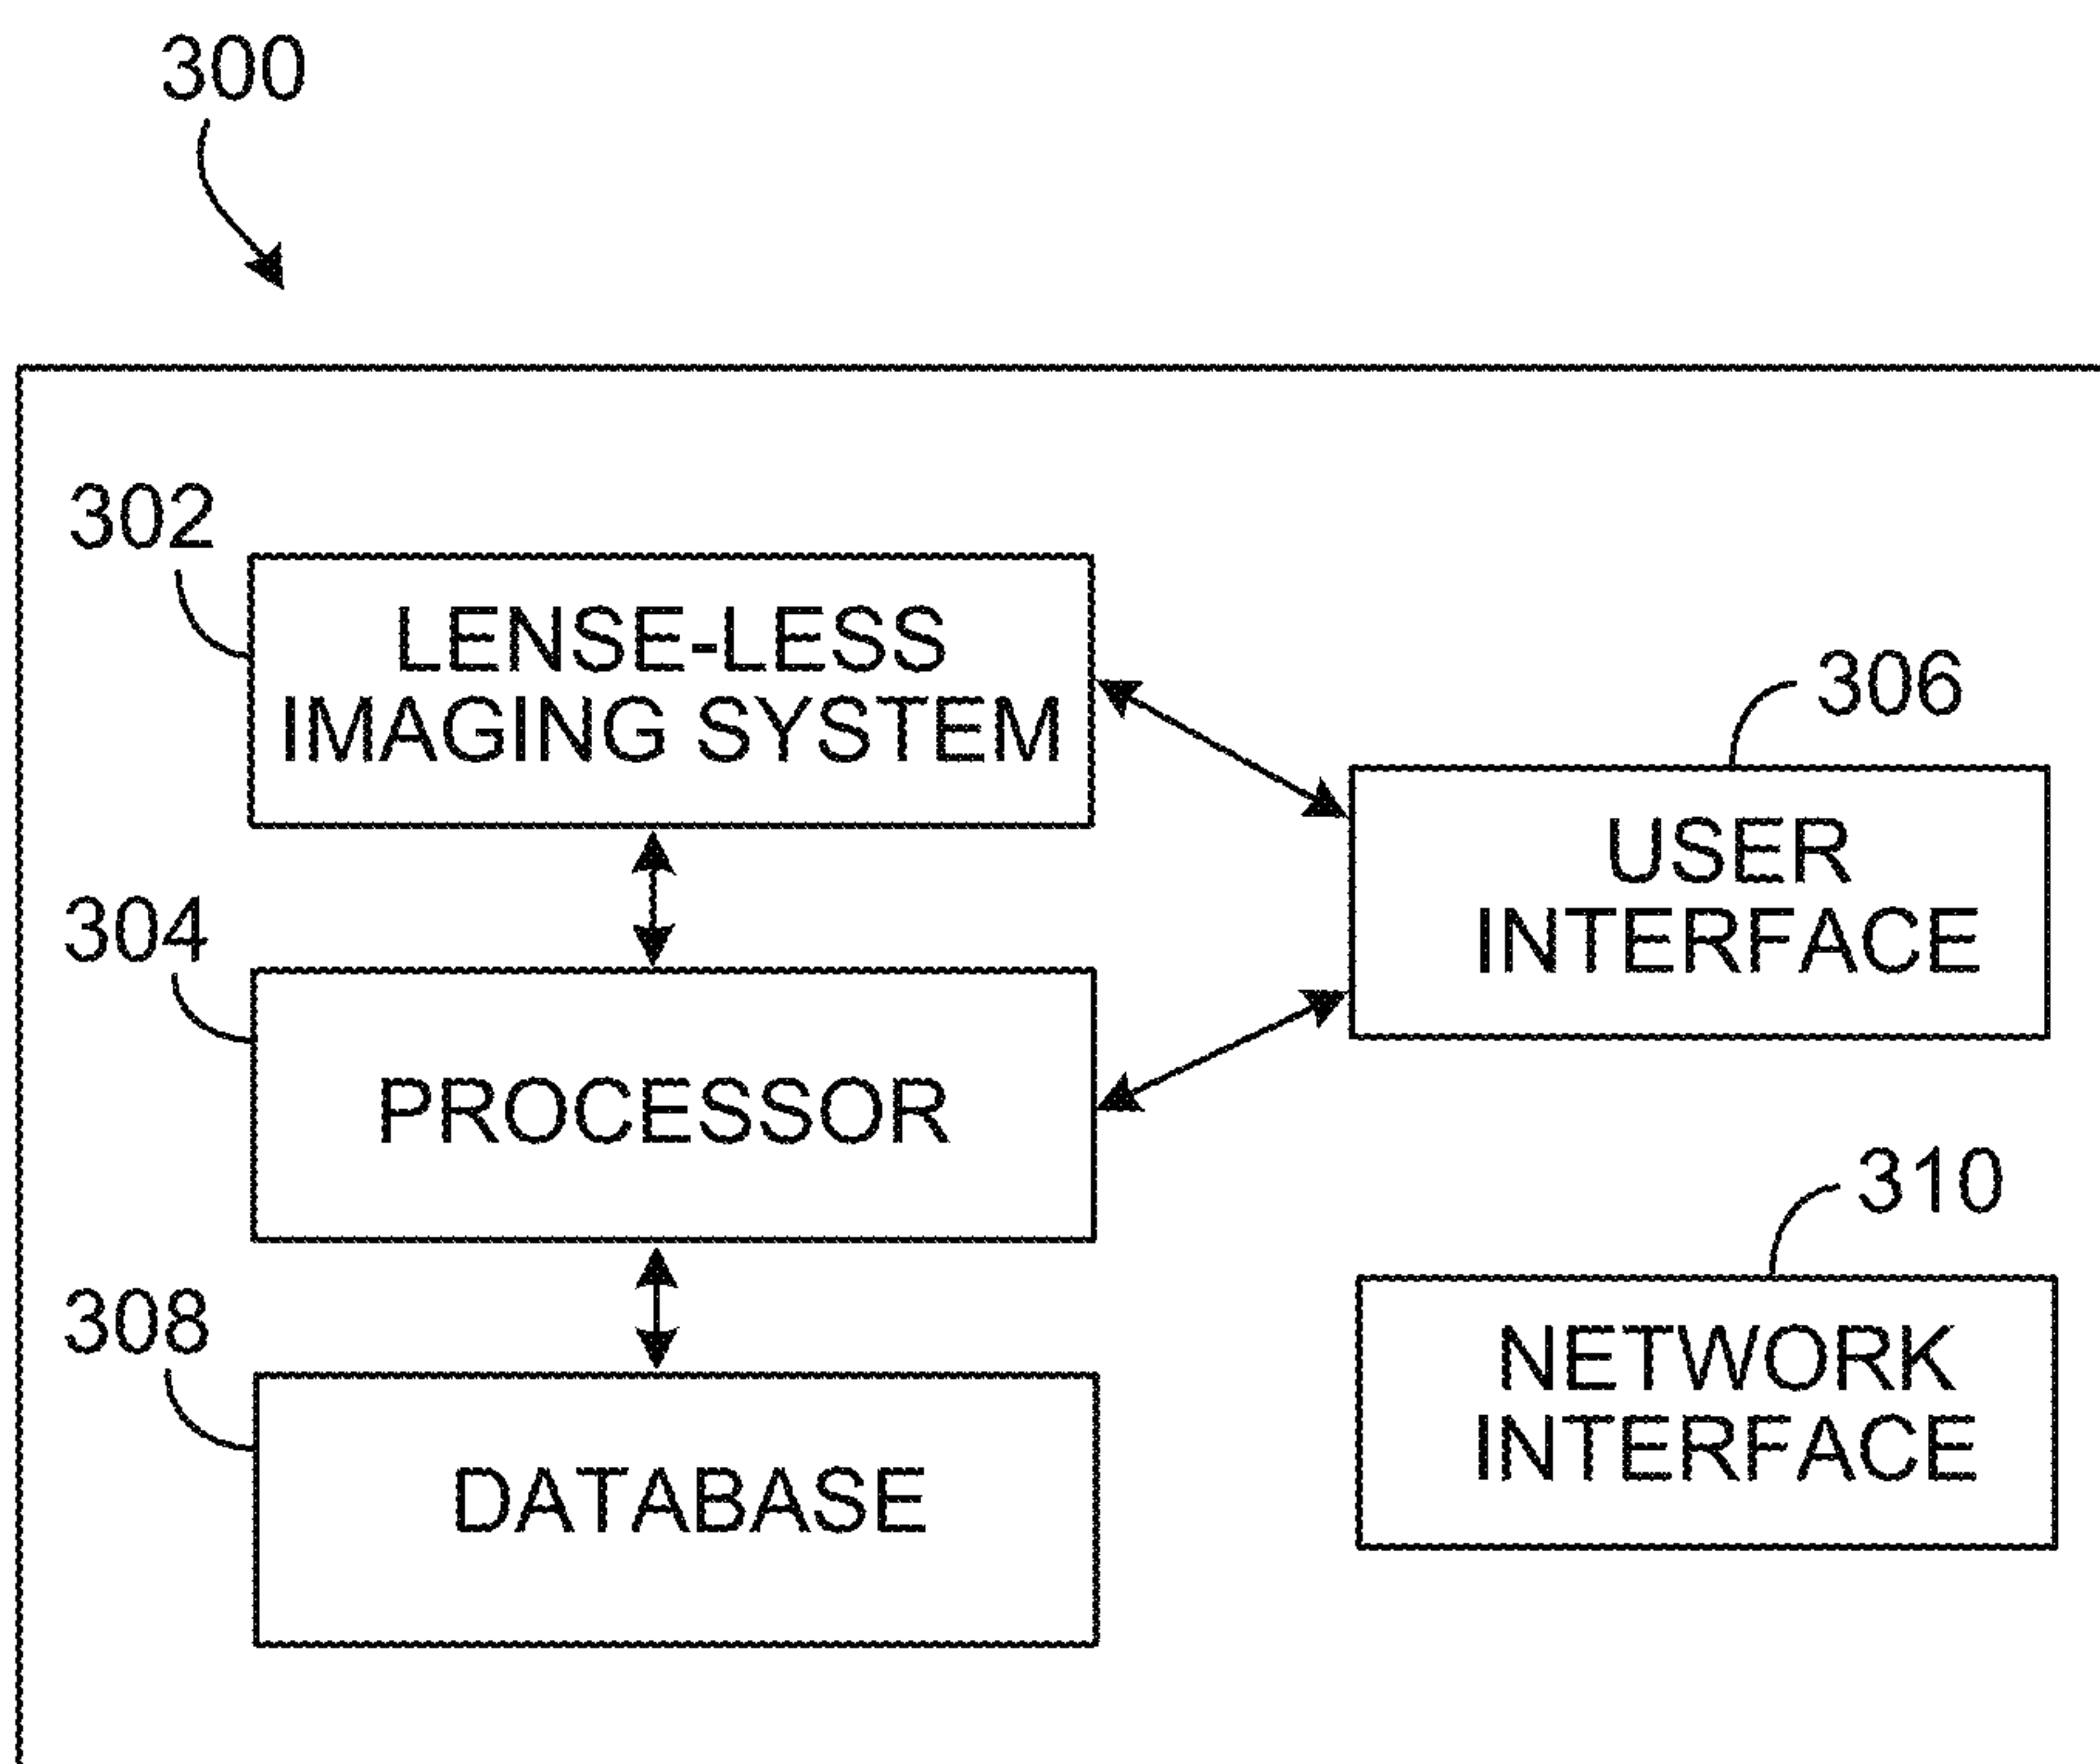 300
302
LENSE-LESS
IMAGING SYSTEM
306
USER
INTERFACE
304
PROCESSOR
310
308
NETWORK
INTERFACE
DATABASE